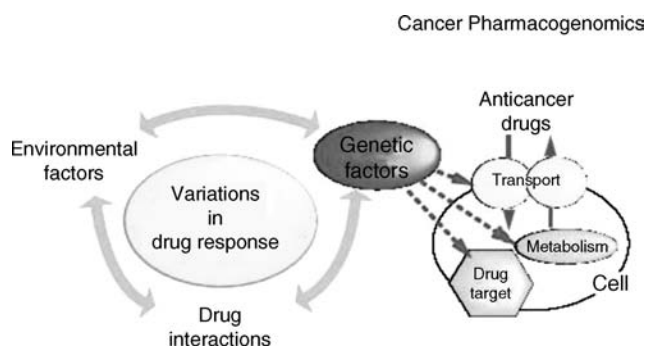 Cancer Pharmacogenomics
Environmental
factors
Variations
in
drug response
Drug
interactions
Genetic
factors
Anticancer
drugs
Transport
Metabolism
Drug
target
Cell